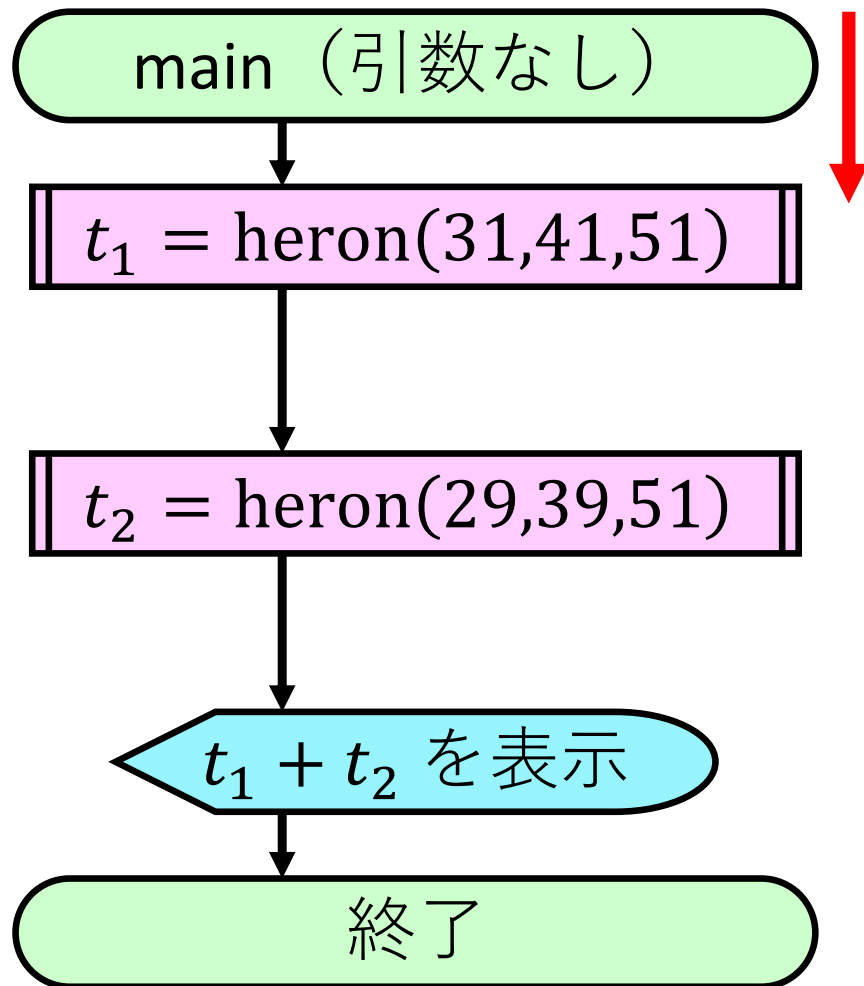 main（引数なし）
t₁ = heron(31,41,51)
t₂ = heron(29,39,51)
t₁ + t₂ を表示
終了